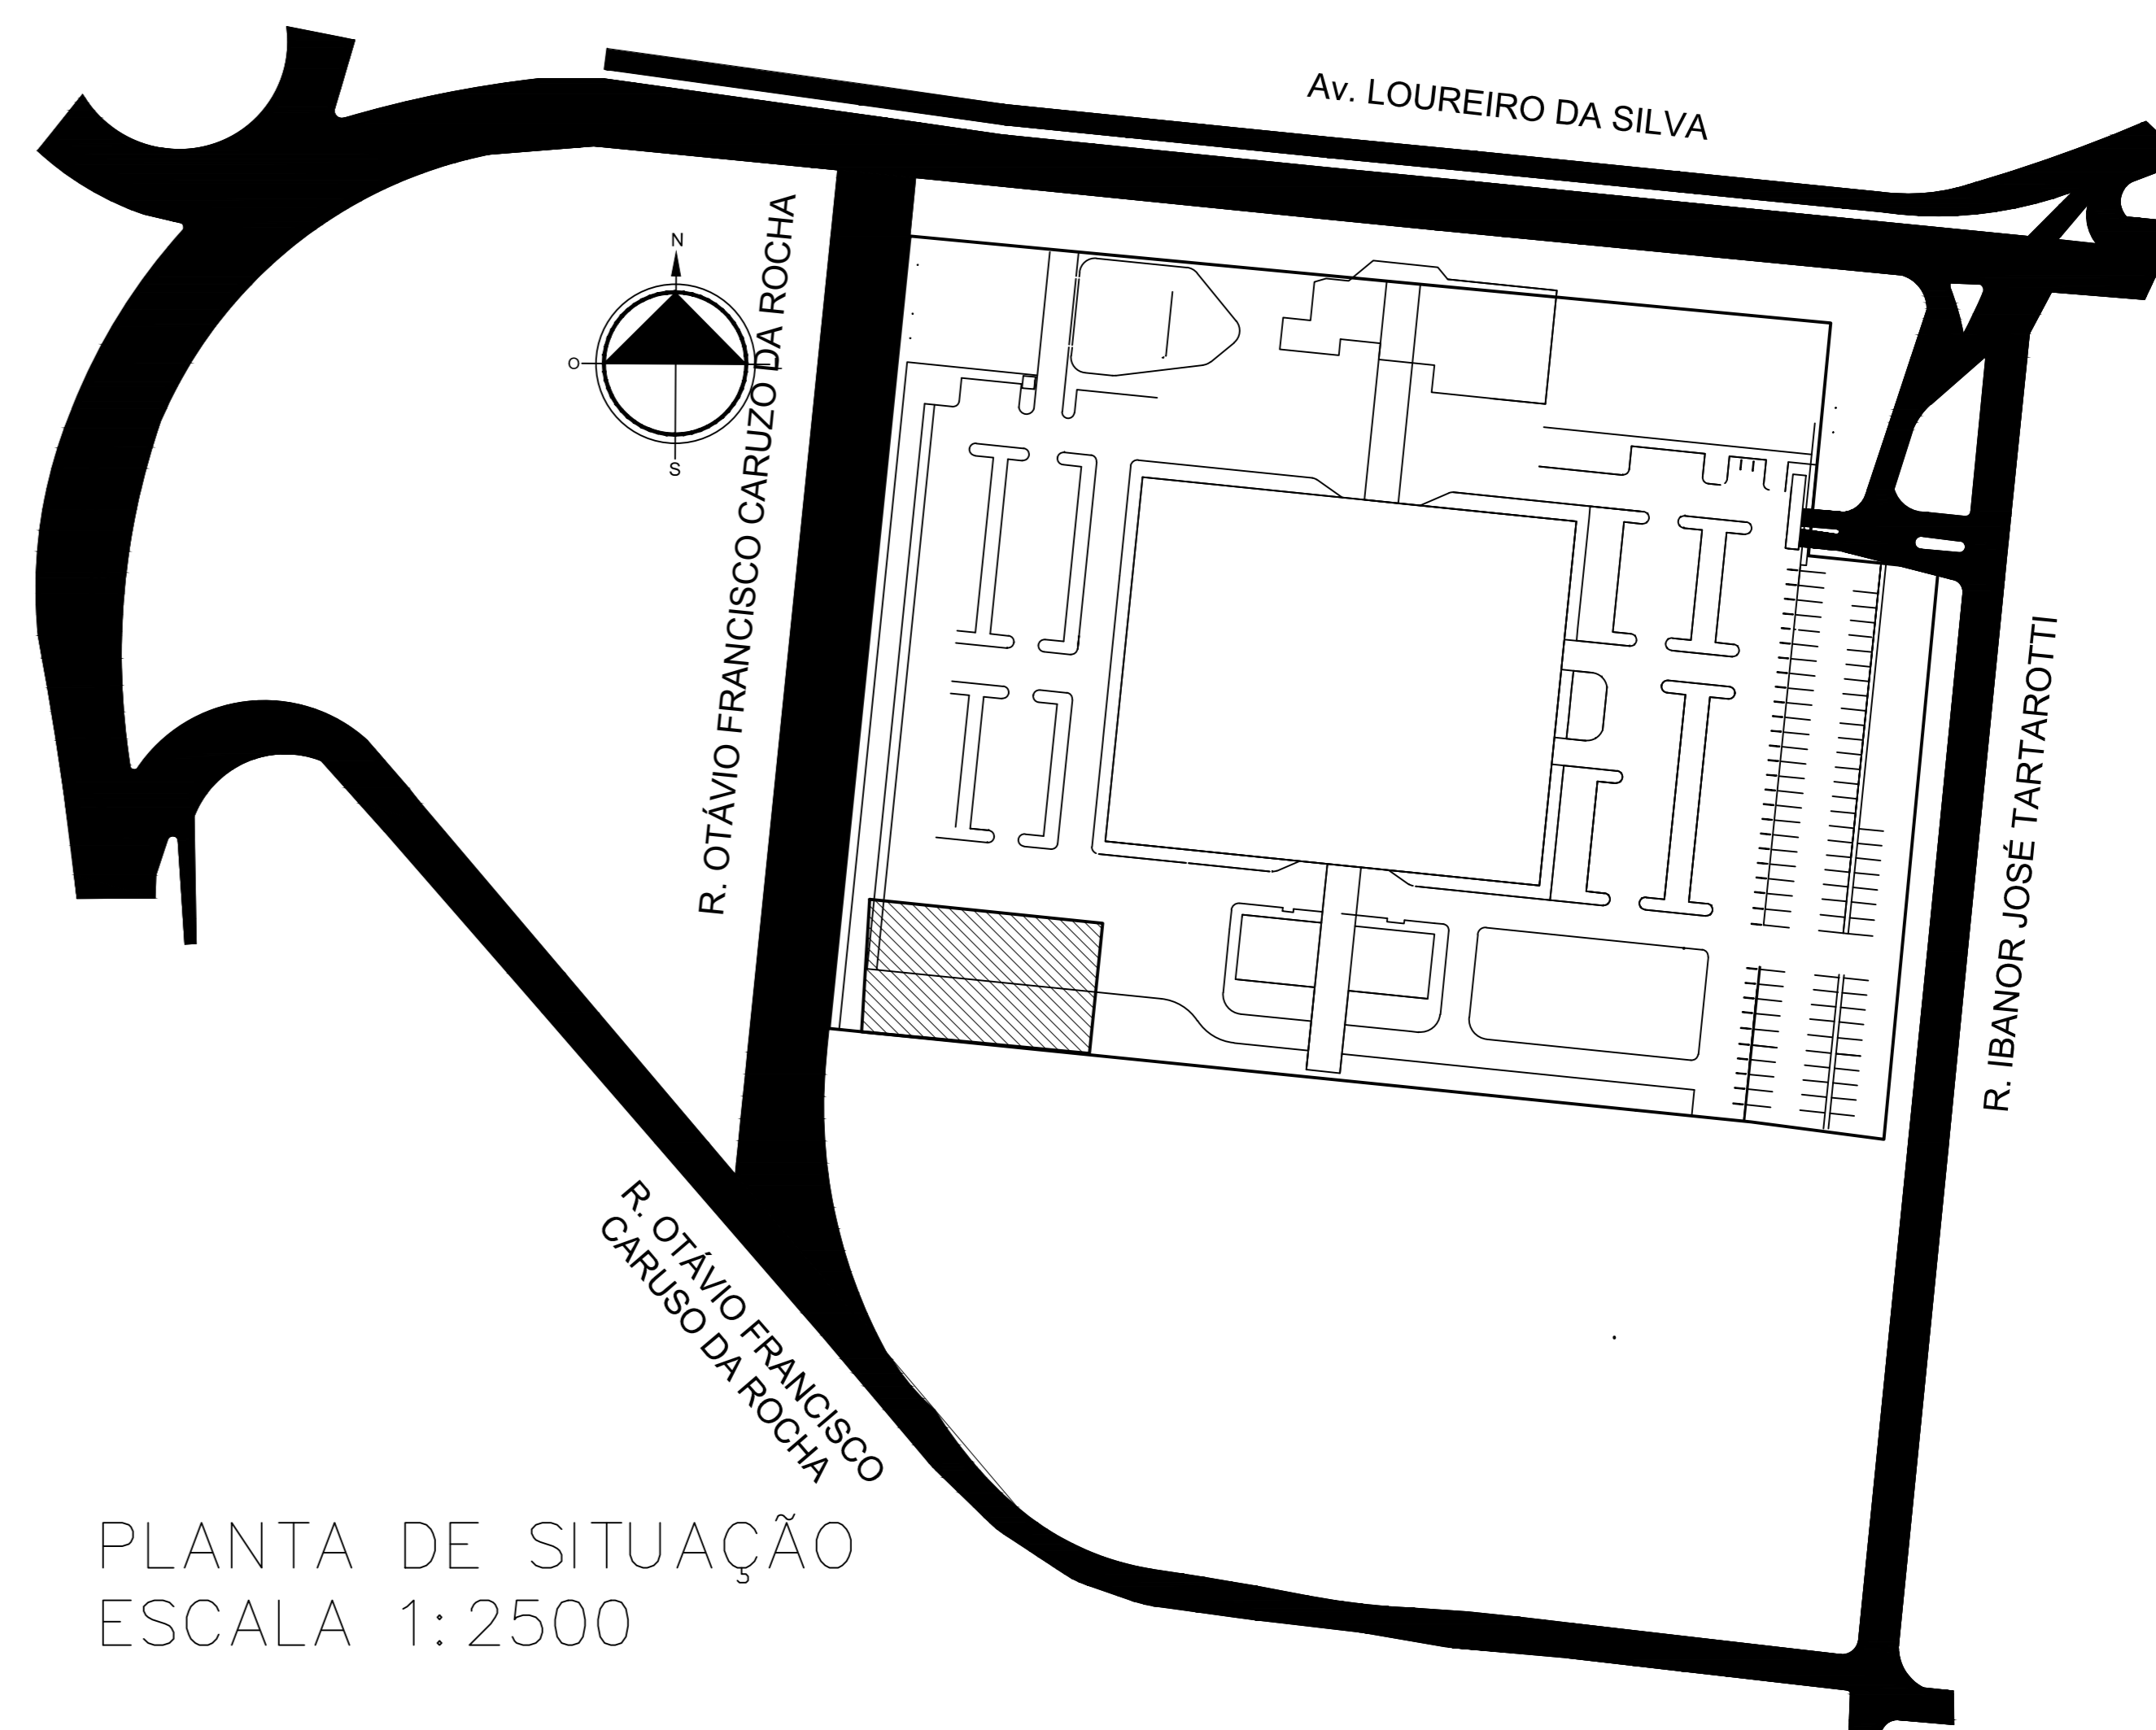 Av. LOUREIRO DA SILVA
N
O
L
S
R. OTÁVIO FRANCISCO CARUZO DA ROCHA
R. IBANOR JOSÉ TARTAROTTI
R. OTÁVIO FRANCISCO
CARUSO DA ROCHA
PLANTA DE SITUAÇÃO
ESCALA 1:2500